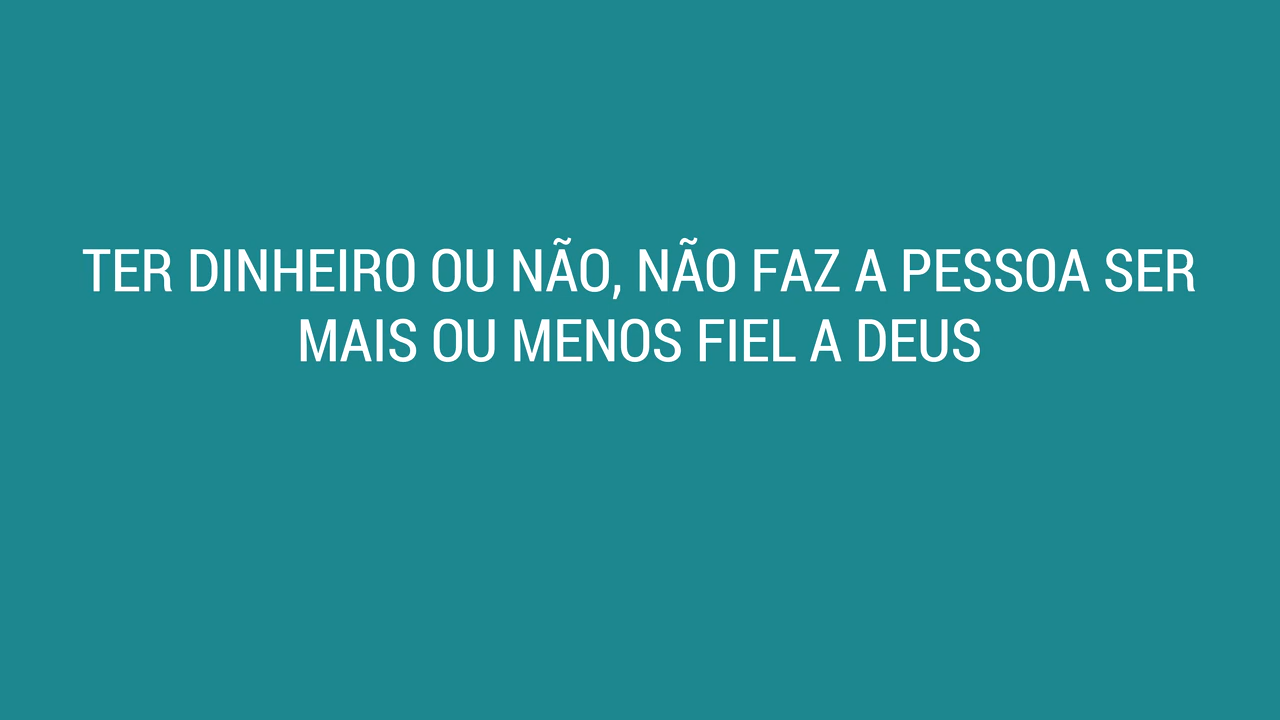 TER DINHEIRO OU NÃO, NÃO FAZ A PESSOA SER
MAIS OU MENOS FIEL A DEUS